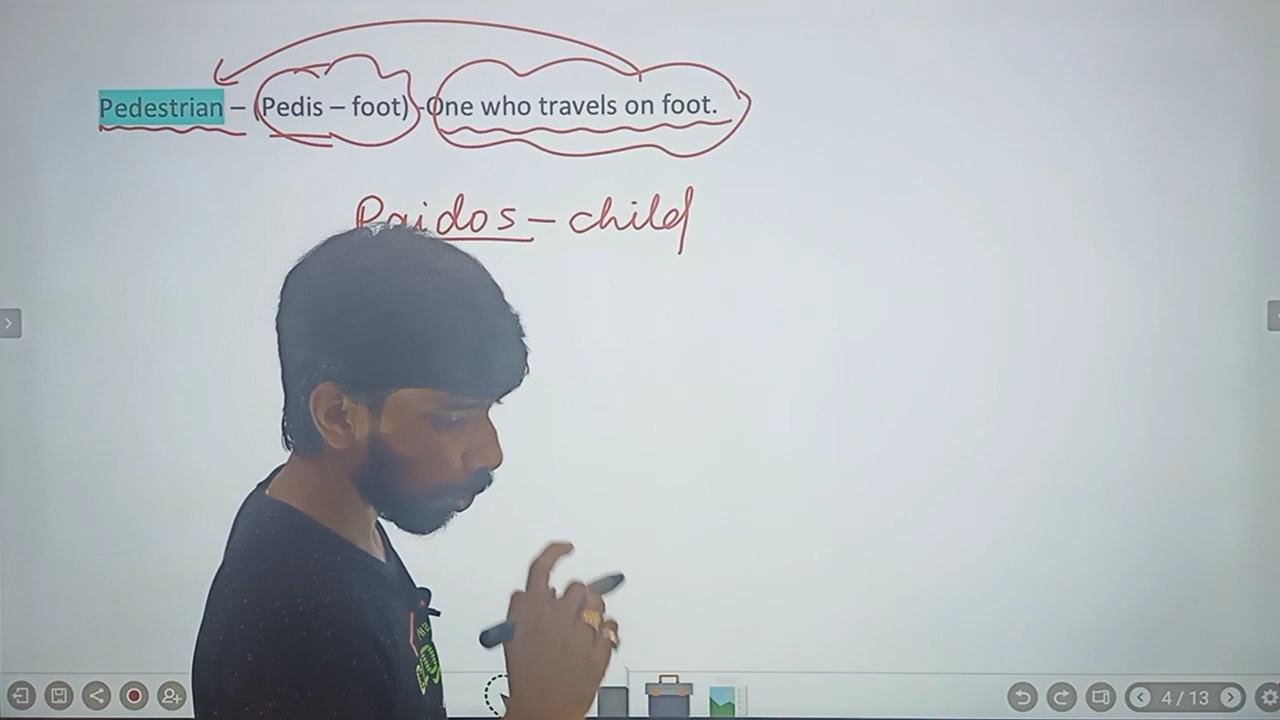 Pedestrian – (Pedis – foot) -One who travels on foot.
Paidos – child
4 / 13